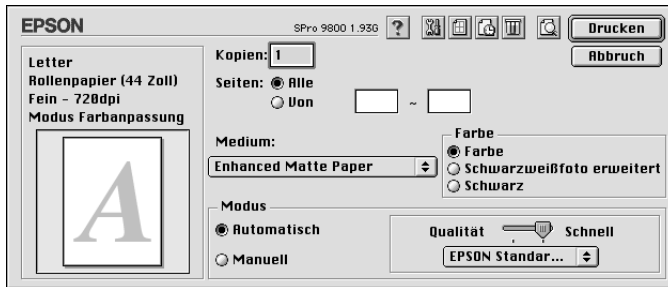 EPSON
SPro 9800 1.93G
?
Drucken
Abbruch
Letter
Rollenpapier (44 Zoll)
Fein - 720dpi
Modus Farbanpassung
A
Kopien: 1
Seiten: Alle
Von ~
Medium:
Enhanced Matte Paper
Farbe
Farbe
Schwarzweißfoto erweitert
Schwarz
Modus
Automatisch
Manuell
Qualität Schnell
EPSON Standar...